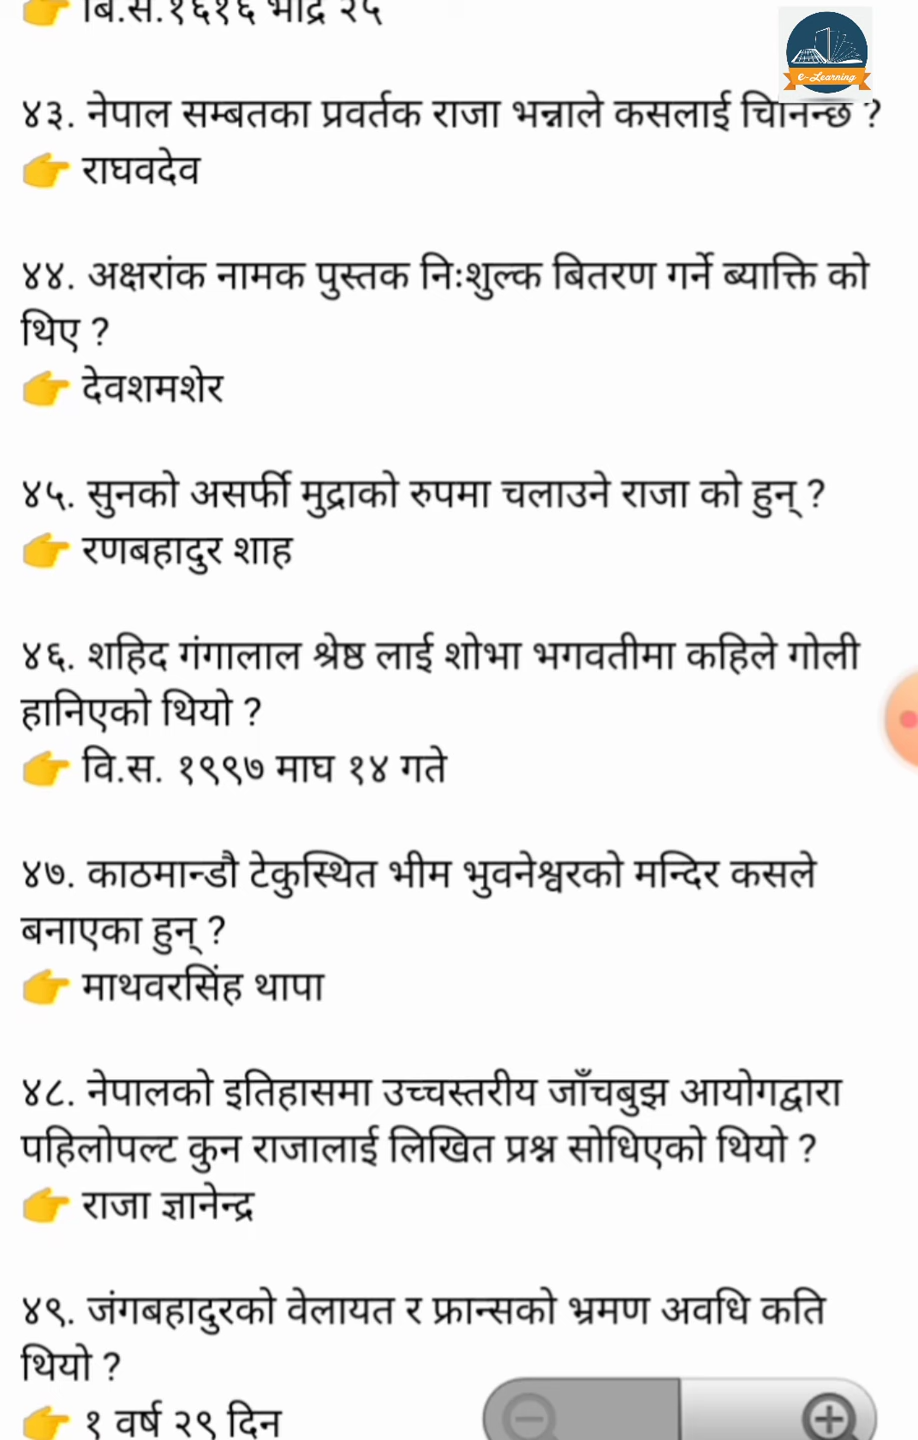 बि.स.१६१६ भाद्र २५
e-Learning
४३. नेपाल सम्बतका प्रवर्तक राजा भन्नाले कसलाई चिनिन्छ ?
👉 राघवदेव
४४. अक्षरांक नामक पुस्तक निःशुल्क बितरण गर्ने ब्याक्ति को
थिए ?
👉 देवशमशेर
४५. सुनको असर्फी मुद्राको रुपमा चलाउने राजा को हुन् ?
👉 रणबहादुर शाह
४६. शहिद गंगालाल श्रेष्ठ लाई शोभा भगवतीमा कहिले गोली
हानिएको थियो ?
👉 वि.स. १९९७ माघ १४ गते
४७. काठमान्डौ टेकुस्थित भीम भुवनेश्वरको मन्दिर कसले
बनाएका हुन् ?
👉 माथवरसिंह थापा
४८. नेपालको इतिहासमा उच्चस्तरीय जाँचबुझ आयोगद्वारा
पहिलोपल्ट कुन राजालाई लिखित प्रश्न सोधिएको थियो ?
👉 राजा ज्ञानेन्द्र
४९. जंगबहादुरको वेलायत र फ्रान्सको भ्रमण अवधि कति
थियो ?
👉 १ वर्ष २९ दिन